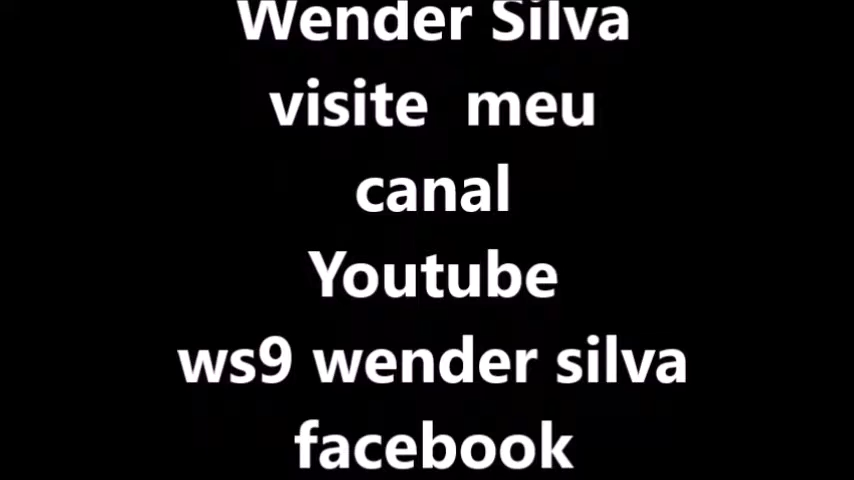 Wender Silva
visite meu
canal
Youtube
ws9 wender silva
facebook